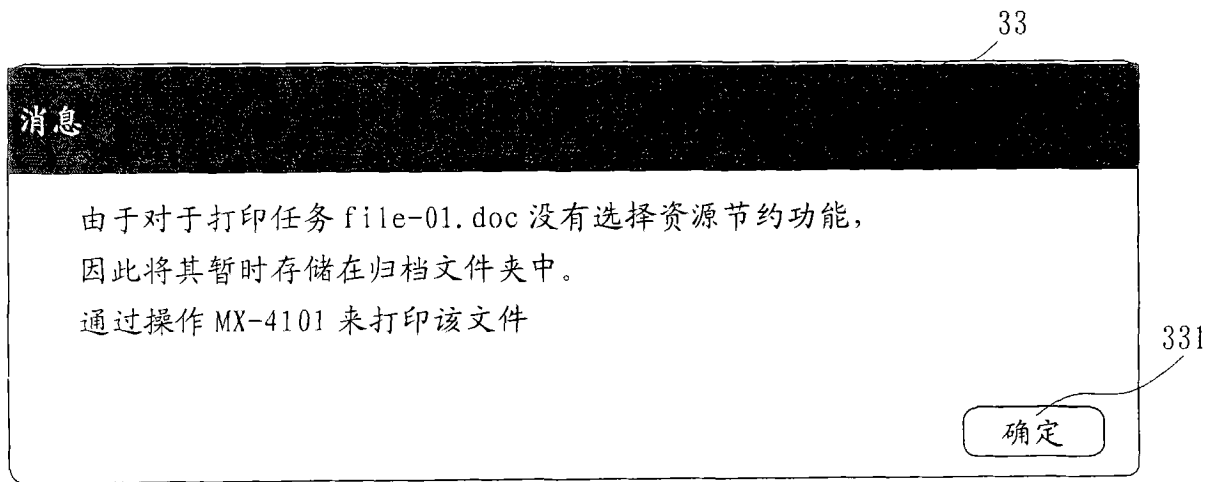 33
消息
由于对于打印任务 file-01.doc 没有选择资源节约功能，
因此将其暂时存储在归档文件夹中。
通过操作 MX-4101 来打印该文件
331
确定